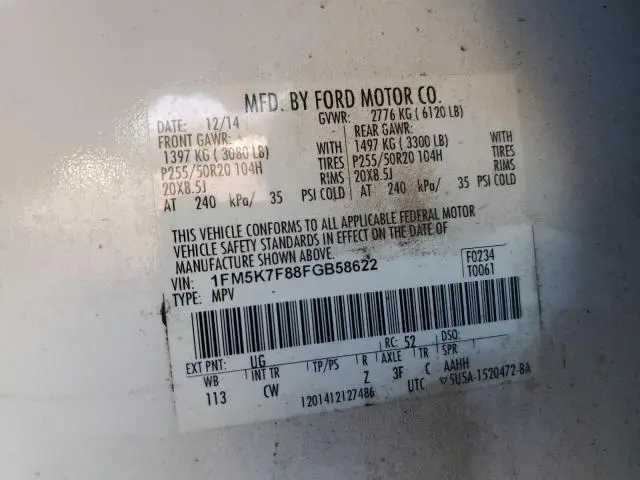 MFD. BY FORD MOTOR CO.
DATE: 12/14 GVWR: 2776 KG ( 6120 LB)
FRONT GAWR: REAR GAWR:
1397 KG ( 3080 LB) WITH 1497 KG ( 3300 LB) WITH
P255/50R20 104H TIRES P255/50R20 104H TIRES
20X8.5J RIMS 20X8.5J RIMS
AT 240 kPa/ 35 PSI COLD AT 240 kPa/ 35 PSI COLD
THIS VEHICLE CONFORMS TO ALL APPLICABLE FEDERAL MOTOR
VEHICLE SAFETY STANDARDS IN EFFECT ON THE DATE OF
MANUFACTURE SHOWN ABOVE.
VIN: 1FM5K7F88FGB58622 F0234
TYPE: MPV T0061
EXT PNT: UG RC: 52 DSO:
WB INT TR TP/PS R AXLE TR SPR
113 CW Z 3F C AAHH
1201412127486 UTC ▽5U5A-1520472-BA